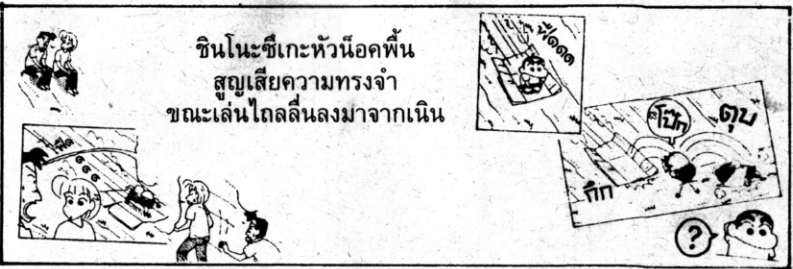 ชินโนะซึเกะหัวน็อคพื้น
สูญเสียความทรงจำ
ขณะเล่นไถลลื่นลงมาจากเนิน
ฟืดดด
โป๊ก
ตุบ
กึก
?